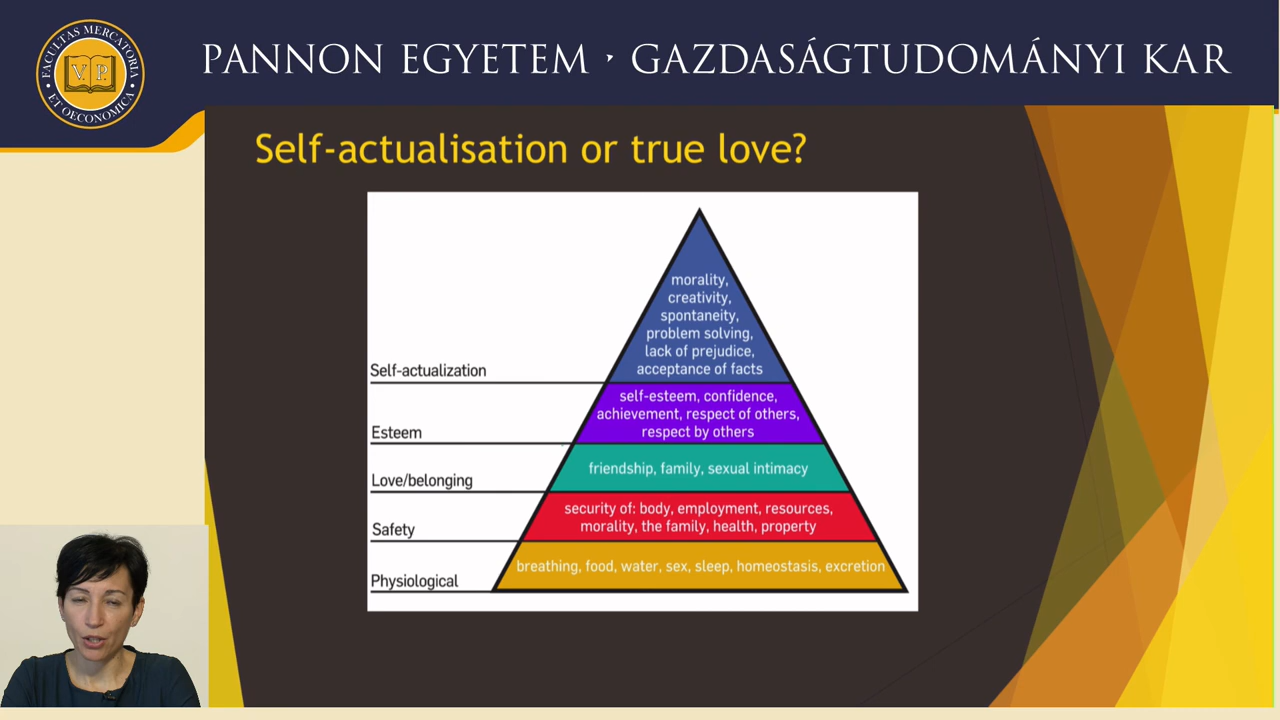 FACULTAS MERCATORIA
V. P.
ET OECONOMICA
PANNON EGYETEM · GAZDASÁGTUDOMÁNYI KAR
Self-actualisation or true love?
morality,
creativity,
spontaneity,
problem solving,
lack of prejudice,
acceptance of facts
Self-actualization
self-esteem, confidence,
achievement, respect of others,
respect by others
Esteem
friendship, family, sexual intimacy
Love/belonging
security of: body, employment, resources,
morality, the family, health, property
Safety
breathing, food, water, sex, sleep, homeostasis, excretion
Physiological